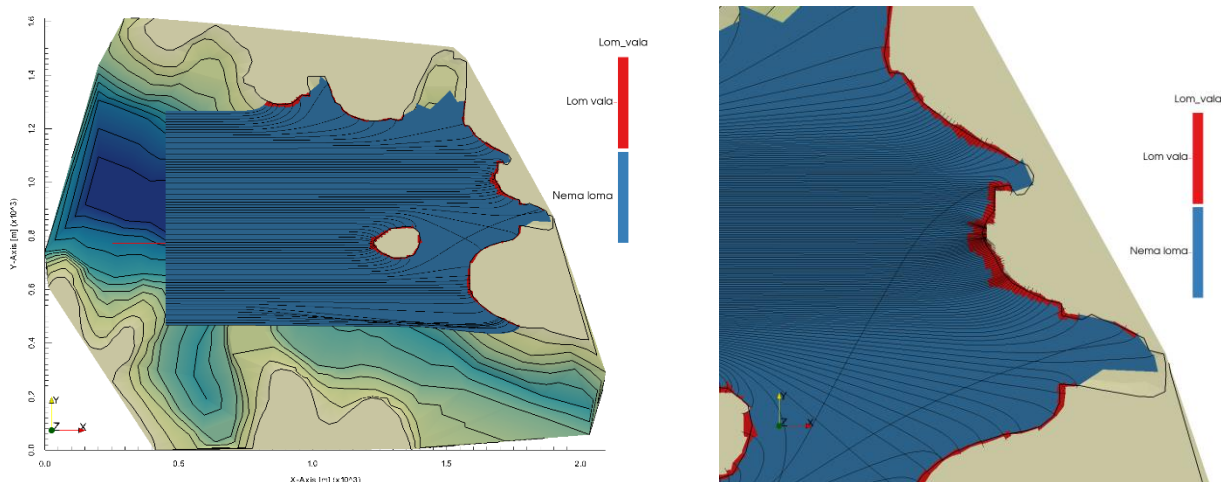 Lom_vala
Lom vala
Nema loma
1.6
1.4
1.2
1.0
0.8
0.6
0.4
0.2
0.0
Y-Axis [m] (x10^3)
0.0
0.5
1.0
1.5
2.0
X-Axis [m] (x10^3)
Y
Z
X
Lom_vala
Lom vala
Nema loma
Y
Z
X